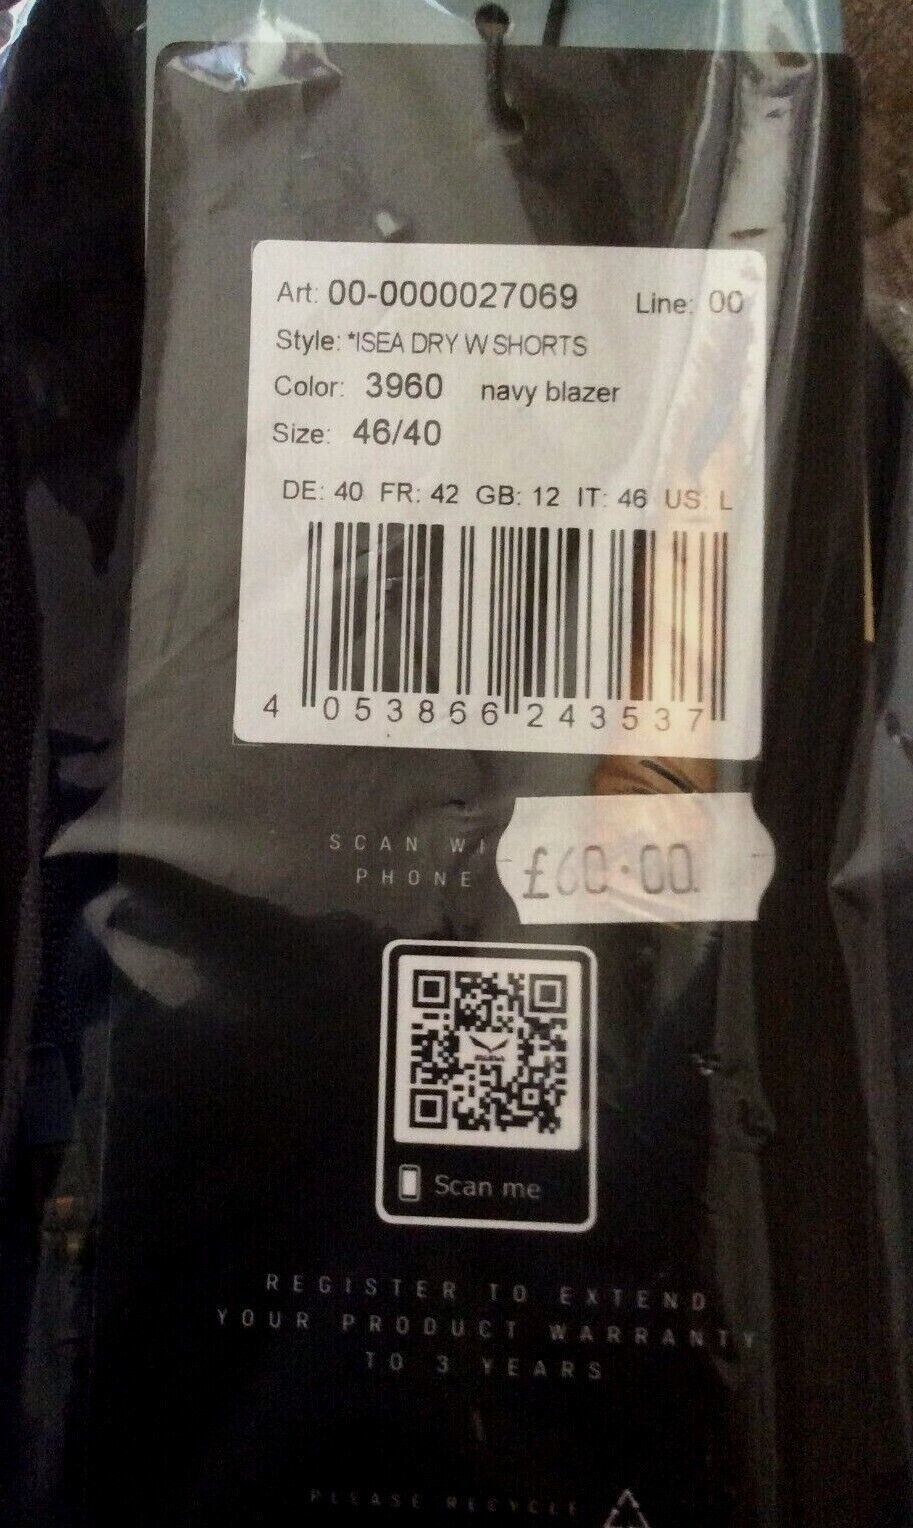 Art: 00-0000027069 Line: 00
Style: *ISEA DRY W SHORTS
Color: 3960 navy blazer
Size: 46/40
DE: 40 FR: 42 GB: 12 IT: 46 US: L
4 053866 243537
SCAN WI
PHONE
£60.00
Scan me
REGISTER TO EXTEND
YOUR PRODUCT WARRANTY
TO 3 YEARS
PLEASE RECYCLE